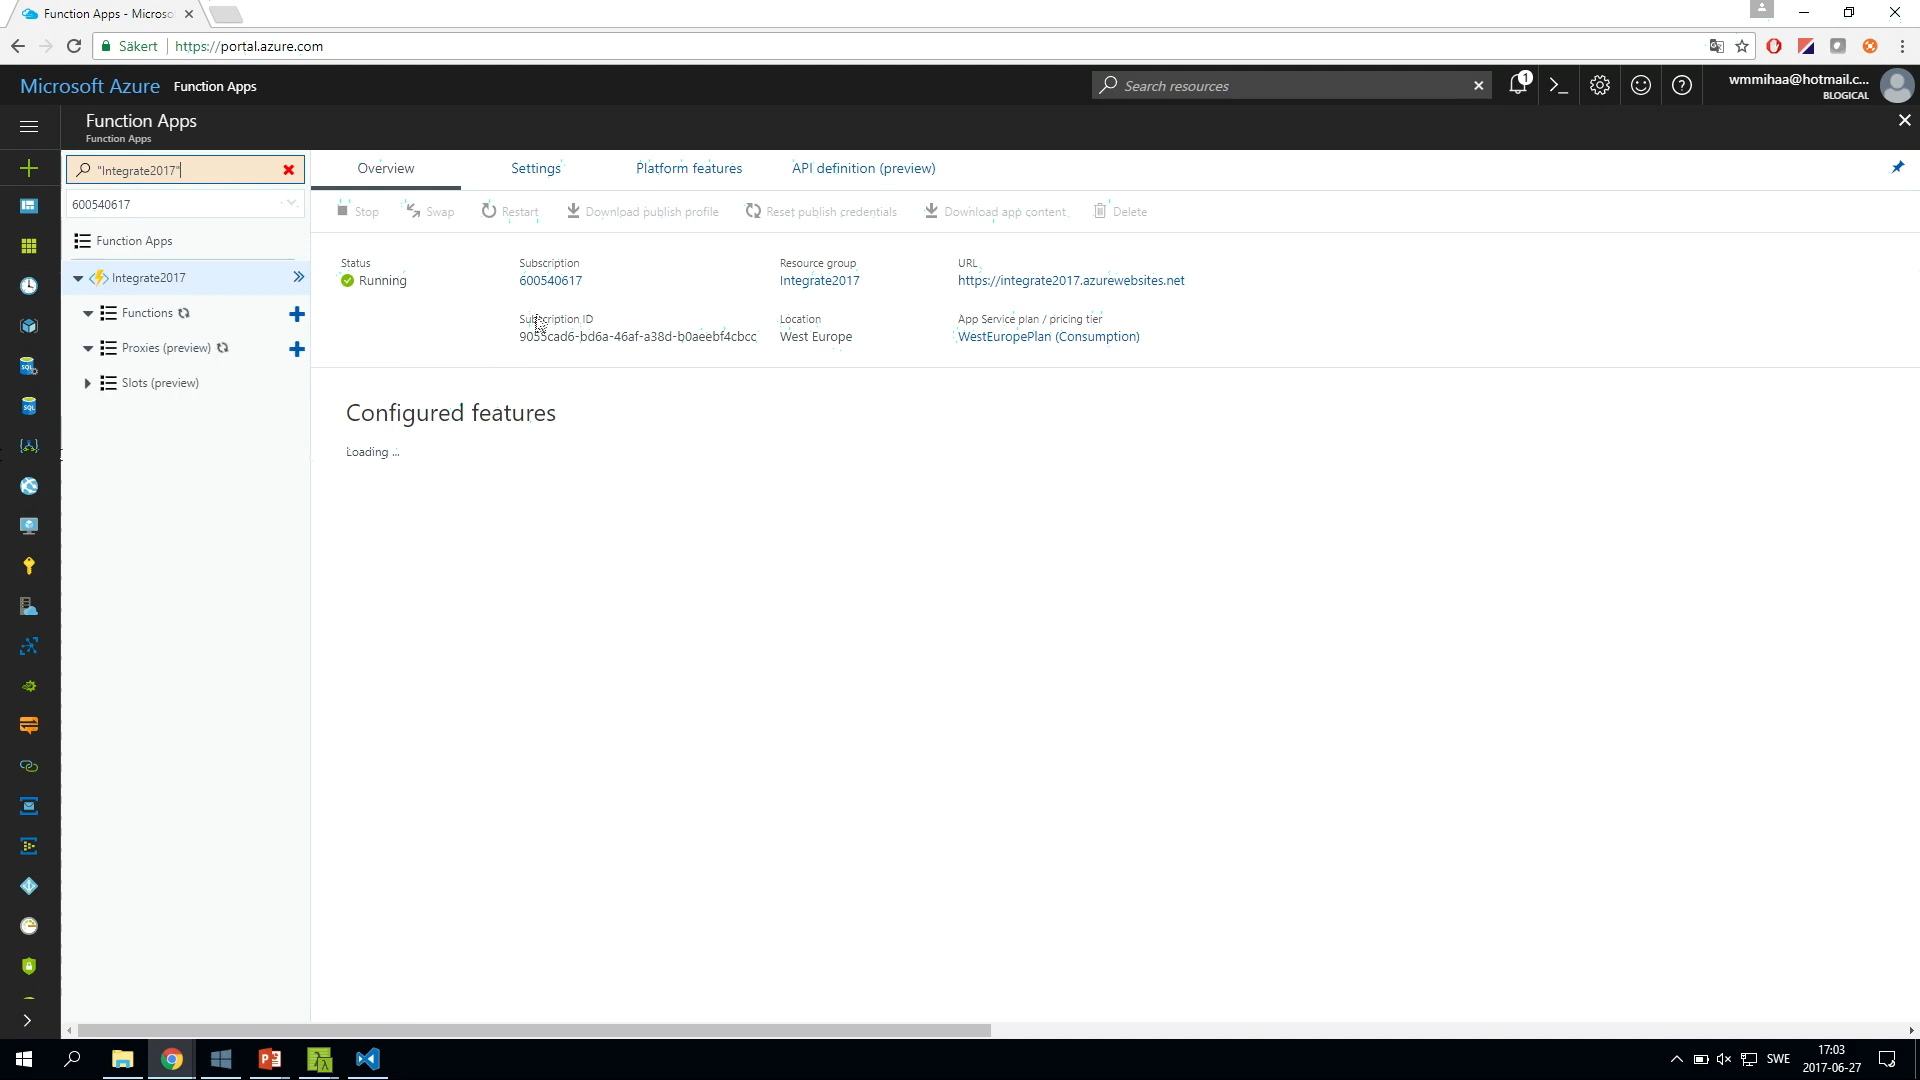 Function Apps - Microso
Säkert
https://portal.azure.com
Microsoft Azure
Function Apps
Search resources
1
wmmihaa@hotmail.c...
BLOGICAL
Function Apps
Function Apps
"Integrate2017"
600540617
Function Apps
Integrate2017
Functions
Proxies (preview)
Slots (preview)
Overview
Settings
Platform features
API definition (preview)
Stop
Swap
Restart
Download publish profile
Reset publish credentials
Download app content
Delete
Status
Running
Subscription
600540617
Resource group
Integrate2017
URL
https://integrate2017.azurewebsites.net
Subscription ID
9055cad6-bd6a-46af-a38d-b0aeebf4cbcc
Location
West Europe
App Service plan / pricing tier
WestEuropePlan (Consumption)
Configured features
Loading ...
SQL
SQL
SWE
17:03
2017-06-27